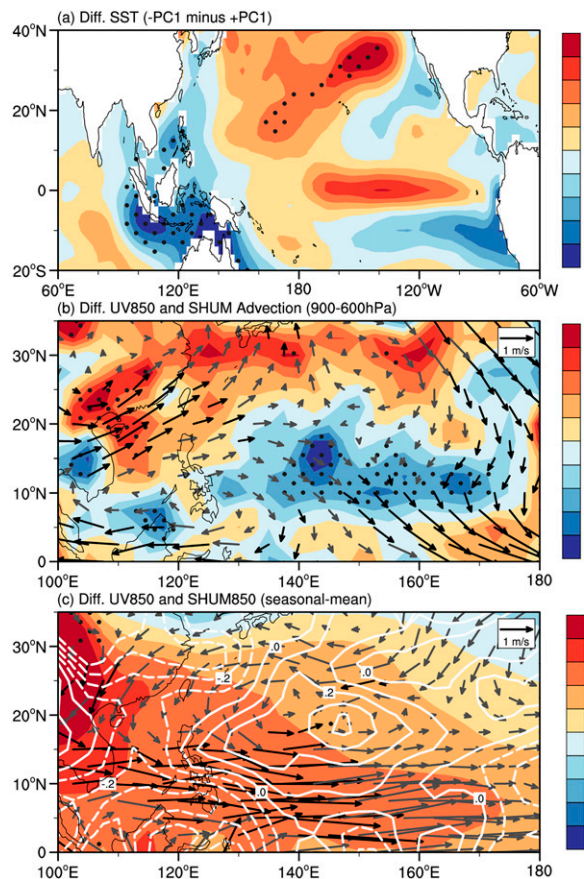 (a) Diff. SST (-PC1 minus +PC1)
40°N
20°N
0
20°S
60°E 120°E 180 120°W 60°W
(b) Diff. UV850 and SHUM Advection (900-600hPa)
1 m/s
30°N
20°N
10°N
0
100°E 120°E 140°E 160°E 180
(c) Diff. UV850 and SHUM850 (seasonal-mean)
1 m/s
30°N
.0
-.2
.0
.2
20°N
10°N
-.2
.0
.0
0
100°E 120°E 140°E 160°E 180